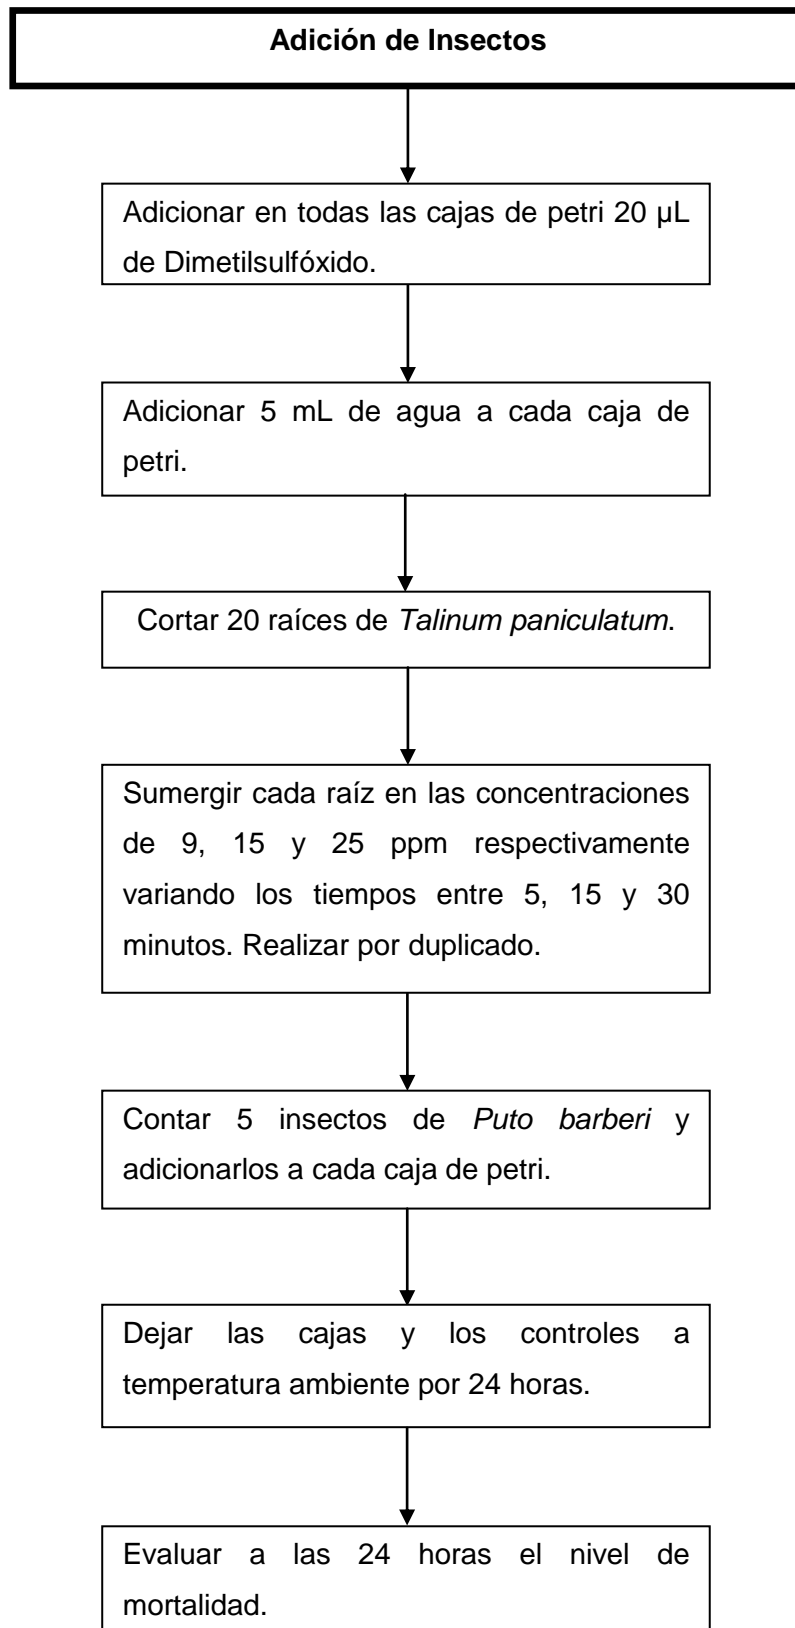 Adición de Insectos
Adicionar en todas las cajas de petri 20 µL
de Dimetilsulfóxido.
Adicionar 5 mL de agua a cada caja de
petri.
Cortar 20 raíces de Talinum paniculatum.
Sumergir cada raíz en las concentraciones
de 9, 15 y 25 ppm respectivamente
variando los tiempos entre 5, 15 y 30
minutos. Realizar por duplicado.
Contar 5 insectos de Puto barberi y
adicionarlos a cada caja de petri.
Dejar las cajas y los controles a
temperatura ambiente por 24 horas.
Evaluar a las 24 horas el nivel de
mortalidad.